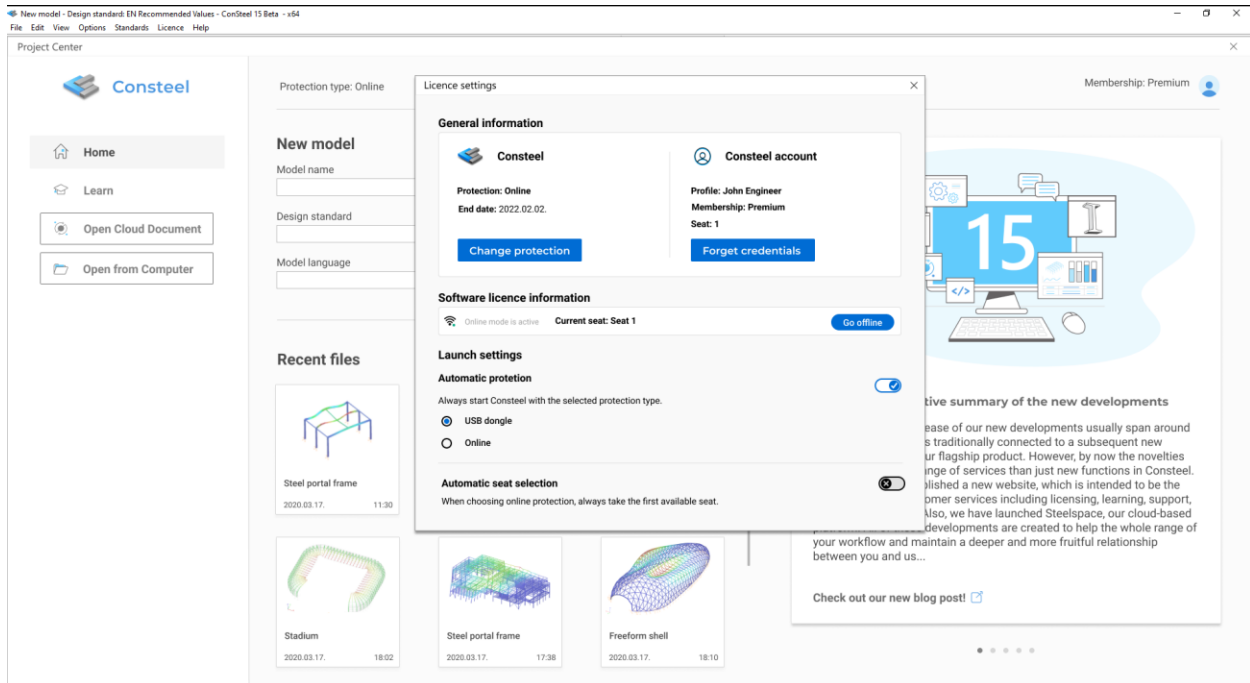 New model - Design standard: EN Recommended Values - ConSteel 15 Beta - x64
File Edit View Options Standards Licence Help
Project Center
Consteel
Home
Learn
Open Cloud Document
Open from Computer
Protection type: Online
Membership: Premium
New model
Model name
Design standard
Model language
Recent files
Steel portal frame
2020.03.17. 11:30
Stadium
2020.03.17. 18:02
Steel portal frame
2020.03.17. 17:38
Freeform shell
2020.03.17. 18:10
Licence settings
General information
Consteel
Protection: Online
End date: 2022.02.02.
Change protection
Consteel account
Profile: John Engineer
Membership: Premium
Seat: 1
Forget credentials
Software licence information
Online mode is active Current seat: Seat 1
Go offline
Launch settings
Automatic protetion
Always start Consteel with the selected protection type.
USB dongle
Online
Automatic seat selection
When choosing online protection, always take the first available seat.
15
</>
summary of the new developments
of our new developments usually span around
traditionally connected to a subsequent new
flagship product. However, by now the novelties
of services than just new functions in Consteel.
a new website, which is intended to be the
services including licensing, learning, support,
we have launched Steelspace, our cloud-based
developments are created to help the whole range of
your workflow and maintain a deeper and more fruitful relationship
between you and us...
Check out our new blog post!